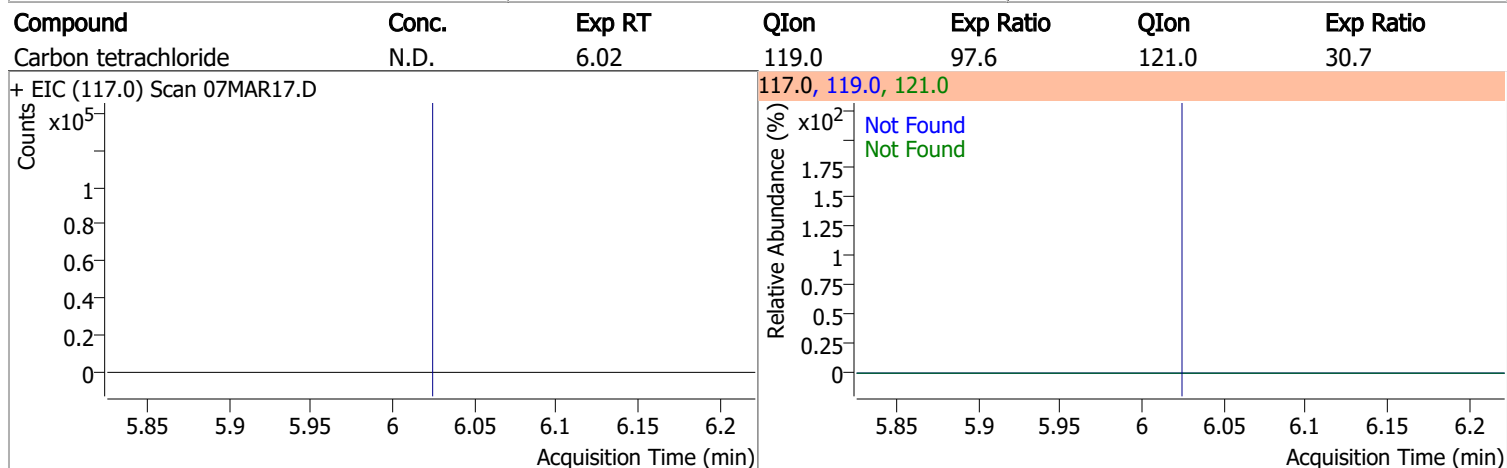 Compound Conc. Exp RT QIon Exp Ratio QIon Exp Ratio
Carbon tetrachloride N.D. 6.02 119.0 97.6 121.0 30.7
+ EIC (117.0) Scan 07MAR17.D
Counts
x10^5
1
0.8
0.6
0.4
0.2
0
5.85 5.9 5.95 6 6.05 6.1 6.15 6.2
Acquisition Time (min)
117.0, 119.0, 121.0
Relative Abundance (%)
x10^2
Not Found
Not Found
1.75
1.5
1.25
1
0.75
0.5
0.25
0
5.85 5.9 5.95 6 6.05 6.1 6.15 6.2
Acquisition Time (min)